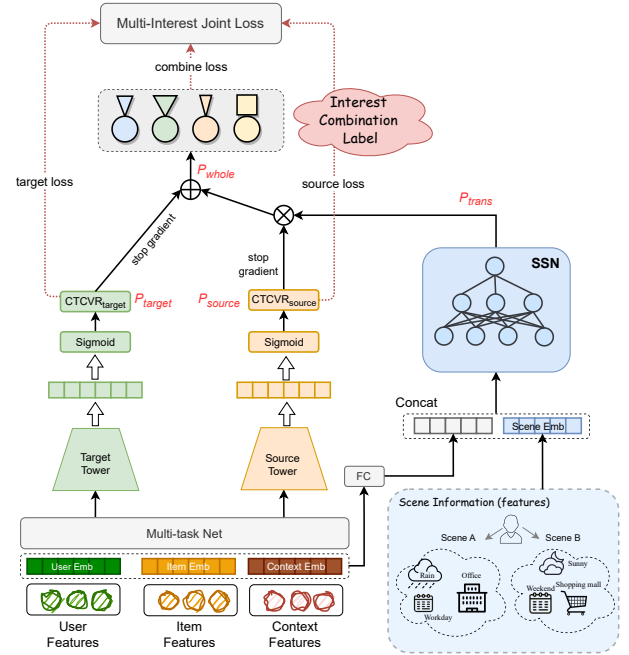 Multi-Interest Joint Loss
combine loss
Interest
Combination
Label
target loss
P_whole
source loss
P_trans
stop gradient
stop
gradient
SSN
CTCVR_target
P_target
P_source
CTCVR_source
Sigmoid
Sigmoid
Concat
Scene Emb
Target
Tower
Source
Tower
FC
Scene Information (features)
Multi-task Net
Scene A
Scene B
User Emb
Item Emb
Context Emb
Rain
Office
Workday
Sunny
Weekend
Shopping mall
User
Features
Item
Features
Context
Features